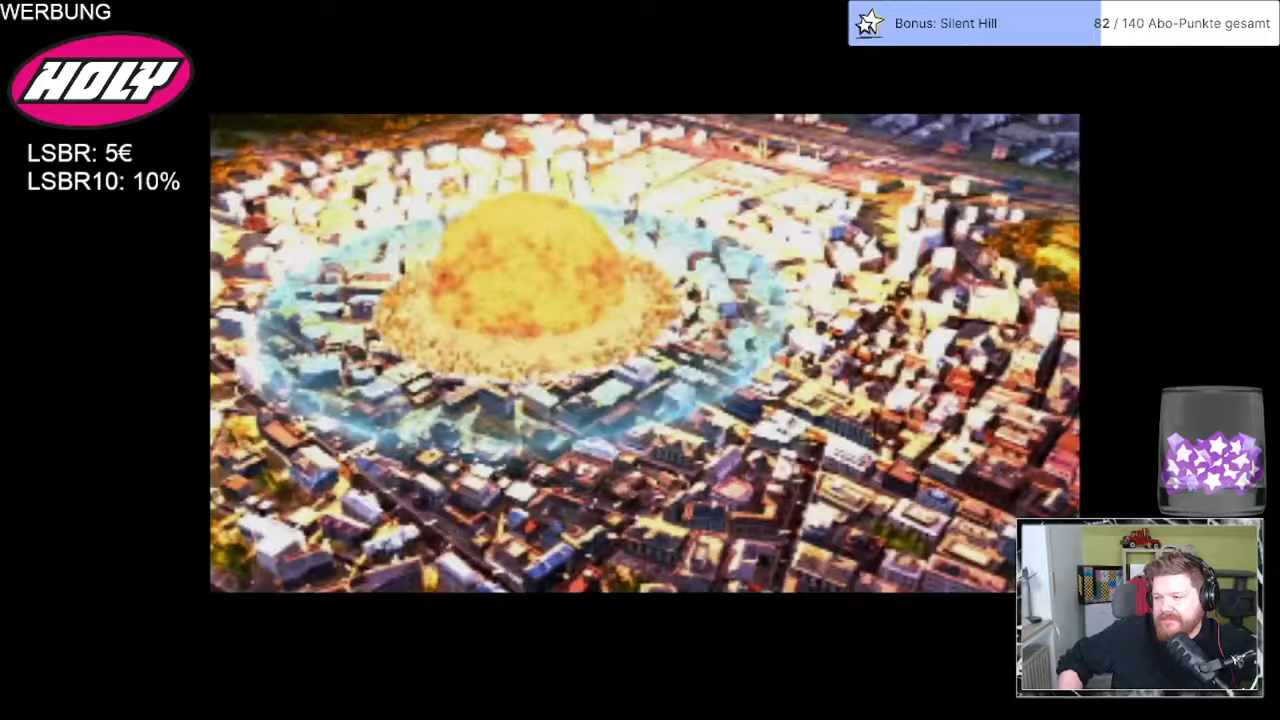 WERBUNG
Bonus: Silent Hill
82 / 140 Abo-Punkte gesamt
HOLY
LSBR: 5€
LSBR10: 10%